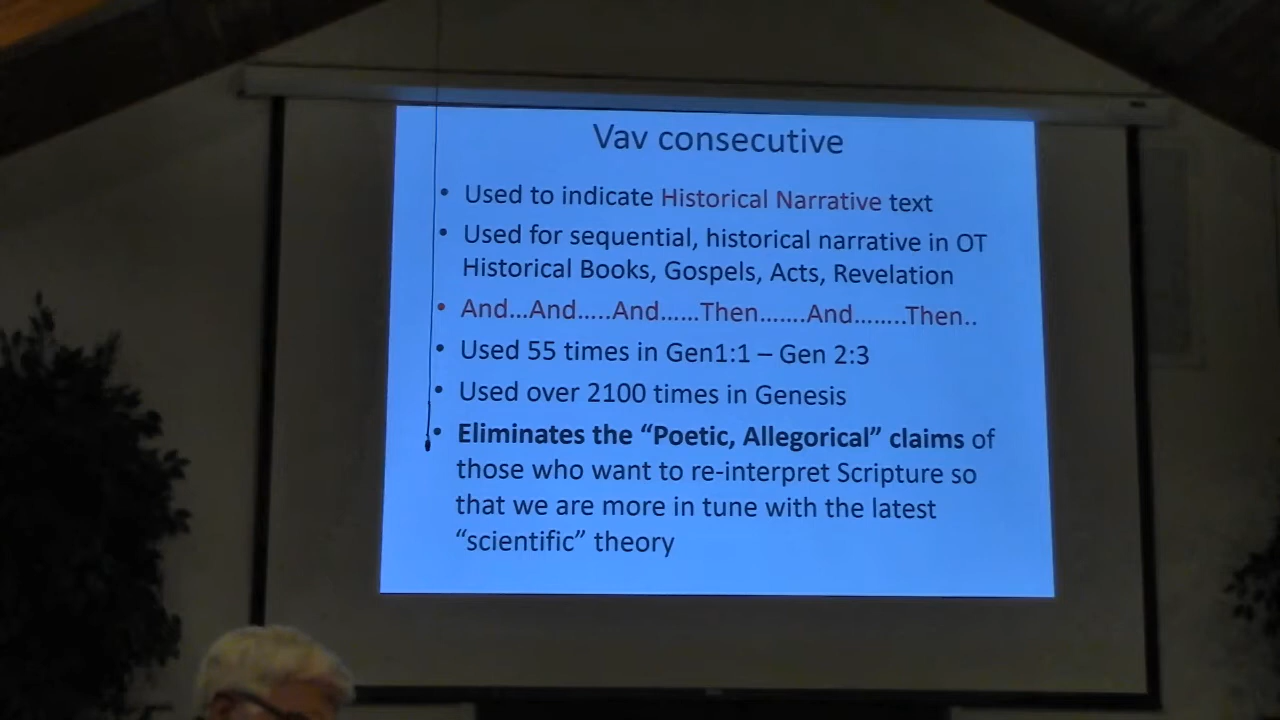 Vav consecutive
• Used to indicate Historical Narrative text
• Used for sequential, historical narrative in OT
Historical Books, Gospels, Acts, Revelation
• And...And.....And......Then.......And........Then..
• Used 55 times in Gen1:1 – Gen 2:3
• Used over 2100 times in Genesis
• Eliminates the “Poetic, Allegorical” claims of
those who want to re-interpret Scripture so
that we are more in tune with the latest
“scientific” theory